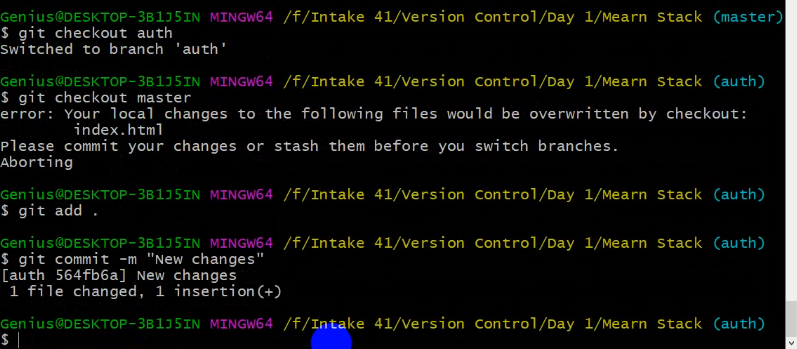 Genius@DESKTOP-3B1J5IN MINGW64 /f/Intake 41/Version Control/Day 1/Mearn Stack (master)
$ git checkout auth
Switched to branch 'auth'
Genius@DESKTOP-3B1J5IN MINGW64 /f/Intake 41/Version Control/Day 1/Mearn Stack (auth)
$ git checkout master
error: Your local changes to the following files would be overwritten by checkout:
        index.html
Please commit your changes or stash them before you switch branches.
Aborting
Genius@DESKTOP-3B1J5IN MINGW64 /f/Intake 41/Version Control/Day 1/Mearn Stack (auth)
$ git add .
Genius@DESKTOP-3B1J5IN MINGW64 /f/Intake 41/Version Control/Day 1/Mearn Stack (auth)
$ git commit -m "New changes"
[auth 564fb6a] New changes
 1 file changed, 1 insertion(+)
Genius@DESKTOP-3B1J5IN MINGW64 /f/Intake 41/Version Control/Day 1/Mearn Stack (auth)
$